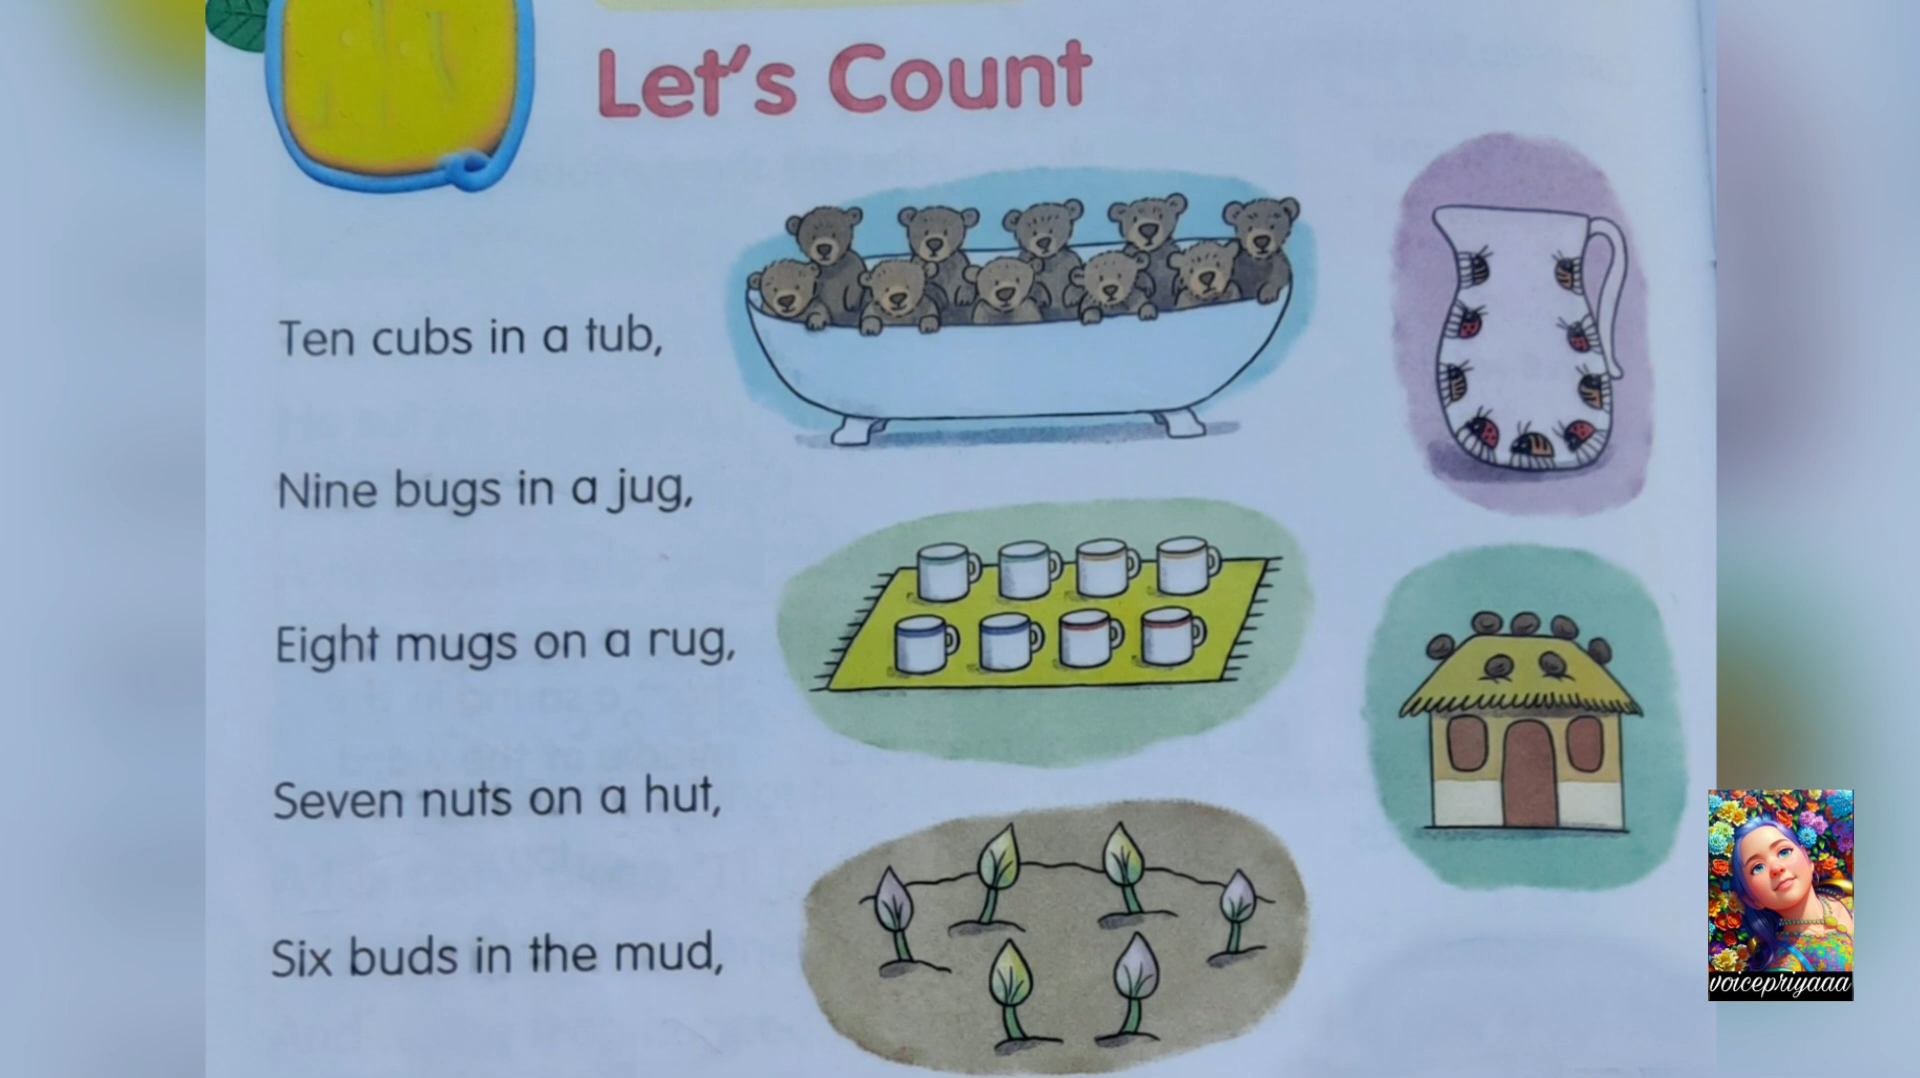 Let's Count
Ten cubs in a tub,
Nine bugs in a jug,
Eight mugs on a rug,
Seven nuts on a hut,
Six buds in the mud,
voicepriyaaa